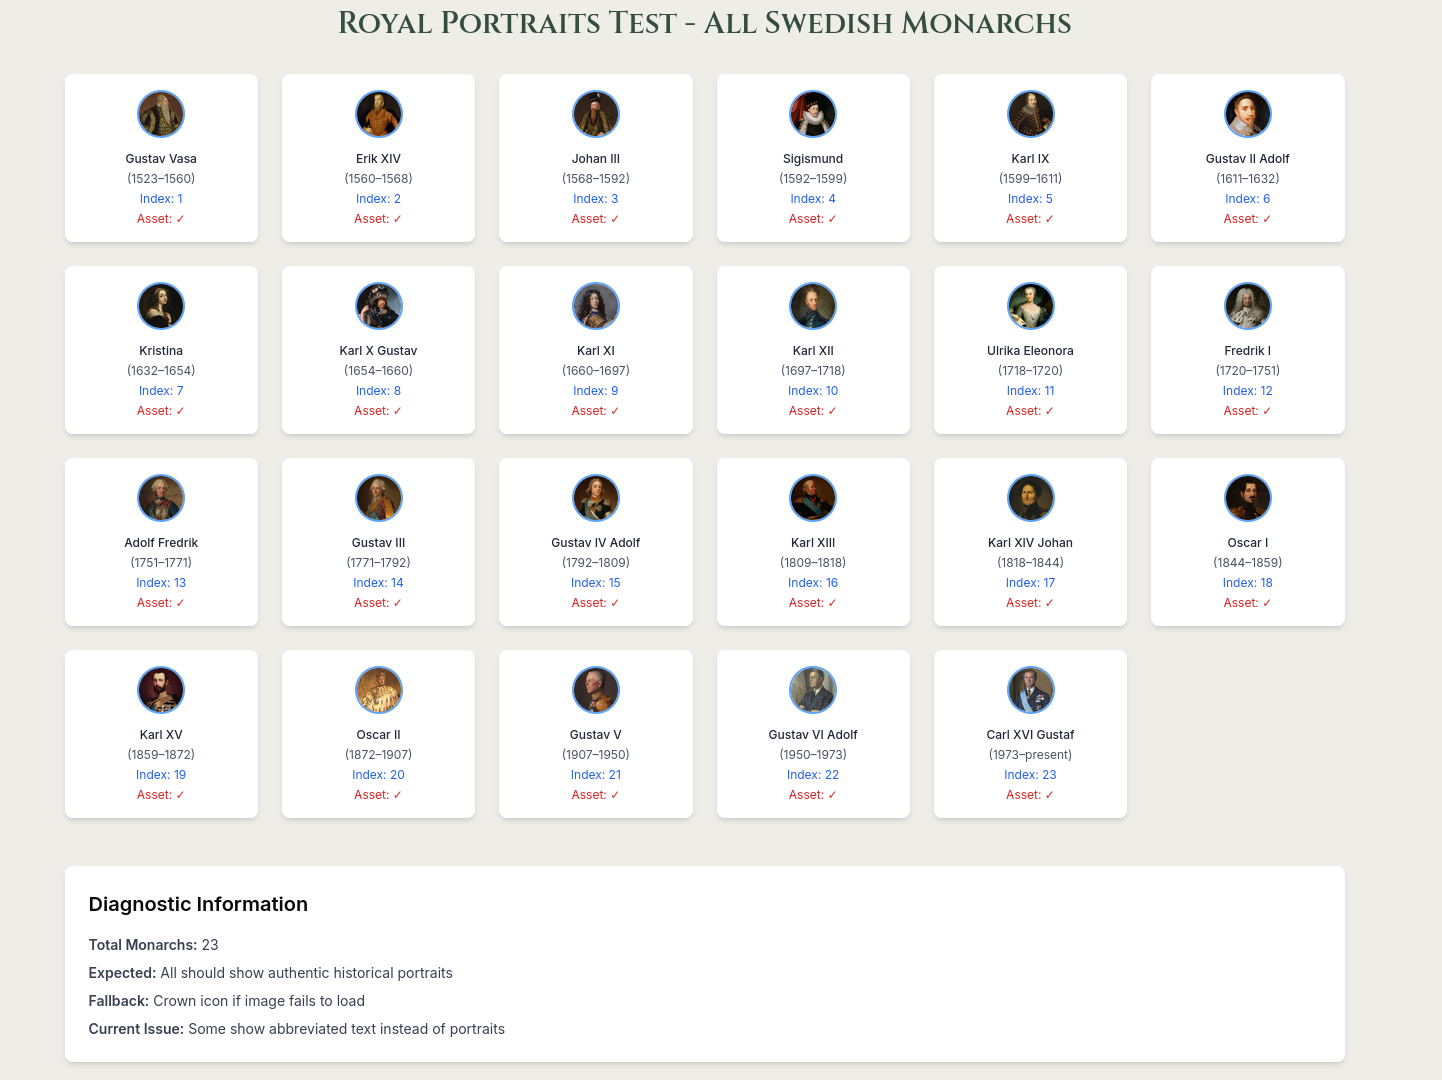 Royal Portraits Test - All Swedish Monarchs
Gustav Vasa
(1523–1560)
Index: 1
Asset: ✓
Erik XIV
(1560–1568)
Index: 2
Asset: ✓
Johan III
(1568–1592)
Index: 3
Asset: ✓
Sigismund
(1592–1599)
Index: 4
Asset: ✓
Karl IX
(1599–1611)
Index: 5
Asset: ✓
Gustav II Adolf
(1611–1632)
Index: 6
Asset: ✓
Kristina
(1632–1654)
Index: 7
Asset: ✓
Karl X Gustav
(1654–1660)
Index: 8
Asset: ✓
Karl XI
(1660–1697)
Index: 9
Asset: ✓
Karl XII
(1697–1718)
Index: 10
Asset: ✓
Ulrika Eleonora
(1718–1720)
Index: 11
Asset: ✓
Fredrik I
(1720–1751)
Index: 12
Asset: ✓
Adolf Fredrik
(1751–1771)
Index: 13
Asset: ✓
Gustav III
(1771–1792)
Index: 14
Asset: ✓
Gustav IV Adolf
(1792–1809)
Index: 15
Asset: ✓
Karl XIII
(1809–1818)
Index: 16
Asset: ✓
Karl XIV Johan
(1818–1844)
Index: 17
Asset: ✓
Oscar I
(1844–1859)
Index: 18
Asset: ✓
Karl XV
(1859–1872)
Index: 19
Asset: ✓
Oscar II
(1872–1907)
Index: 20
Asset: ✓
Gustav V
(1907–1950)
Index: 21
Asset: ✓
Gustav VI Adolf
(1950–1973)
Index: 22
Asset: ✓
Carl XVI Gustaf
(1973–present)
Index: 23
Asset: ✓
Diagnostic Information
Total Monarchs: 23
Expected: All should show authentic historical portraits
Fallback: Crown icon if image fails to load
Current Issue: Some show abbreviated text instead of portraits